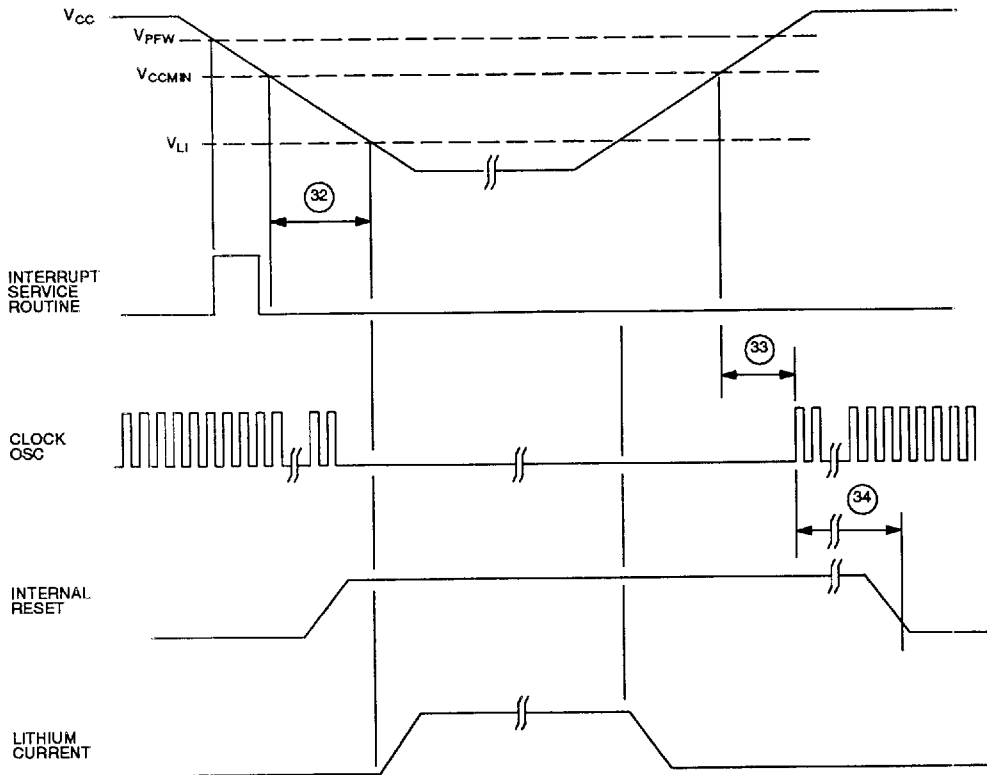 VCC
VPFW
VCCMIN
VLI
32
INTERRUPT
SERVICE
ROUTINE
33
CLOCK
OSC
34
INTERNAL
RESET
LITHIUM
CURRENT